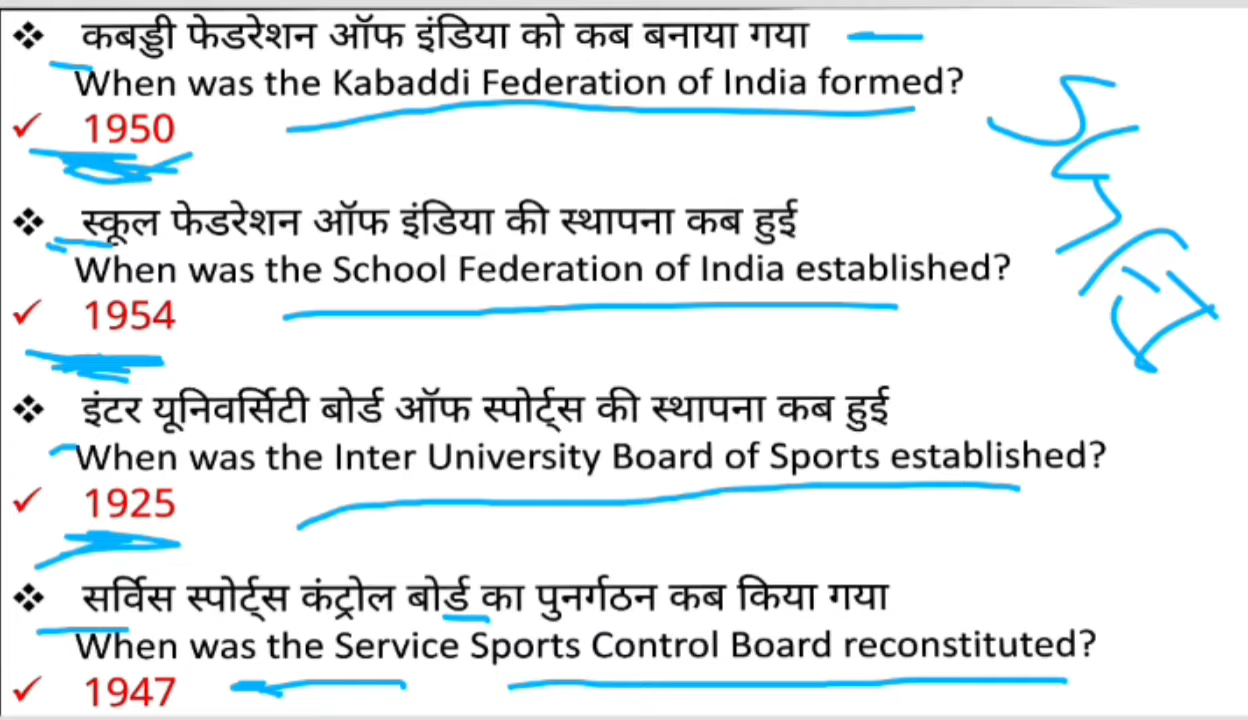 ❖ कबड्डी फेडरेशन ऑफ इंडिया को कब बनाया गया
When was the Kabaddi Federation of India formed?
✓ 1950
❖ स्कूल फेडरेशन ऑफ इंडिया की स्थापना कब हुई
When was the School Federation of India established?
✓ 1954
❖ इंटर यूनिवर्सिटी बोर्ड ऑफ स्पोर्ट्स की स्थापना कब हुई
When was the Inter University Board of Sports established?
✓ 1925
❖ सर्विस स्पोर्ट्स कंट्रोल बोर्ड का पुनर्गठन कब किया गया
When was the Service Sports Control Board reconstituted?
✓ 1947